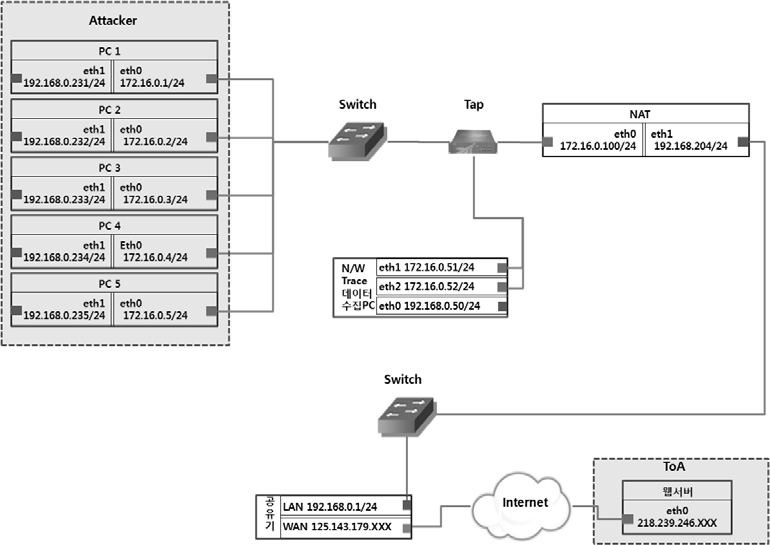 Attacker
PC 1
eth1 eth0
192.168.0.231/24 172.16.0.1/24
PC 2
eth1 eth0
192.168.0.232/24 172.16.0.2/24
PC 3
eth1 eth0
192.168.0.233/24 172.16.0.3/24
PC 4
eth1 Eth0
192.168.0.234/24 172.16.0.4/24
PC 5
eth1 eth0
192.168.0.235/24 172.16.0.5/24
Switch
Tap
NAT
eth0 eth1
172.16.0.100/24 192.168.204/24
N/W
Trace
데이터
수집PC
eth1 172.16.0.51/24
eth2 172.16.0.52/24
eth0 192.168.0.50/24
Switch
공유기
LAN 192.168.0.1/24
WAN 125.143.179.XXX
Internet
ToA
웹서버
eth0
218.239.246.XXX